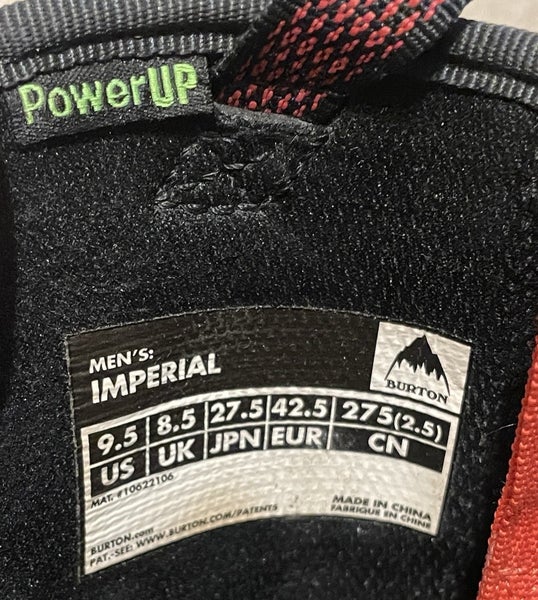 PowerUP
MEN'S:
IMPERIAL
BURTON
9.5 8.5 27.5 42.5 275(2.5)
US UK JPN EUR CN
MAT. #10622106
MADE IN CHINA
FABRIQUE EN CHINE
BURTON.com
PAT.-SEE: WWW.BURTON.COM/PATENTS